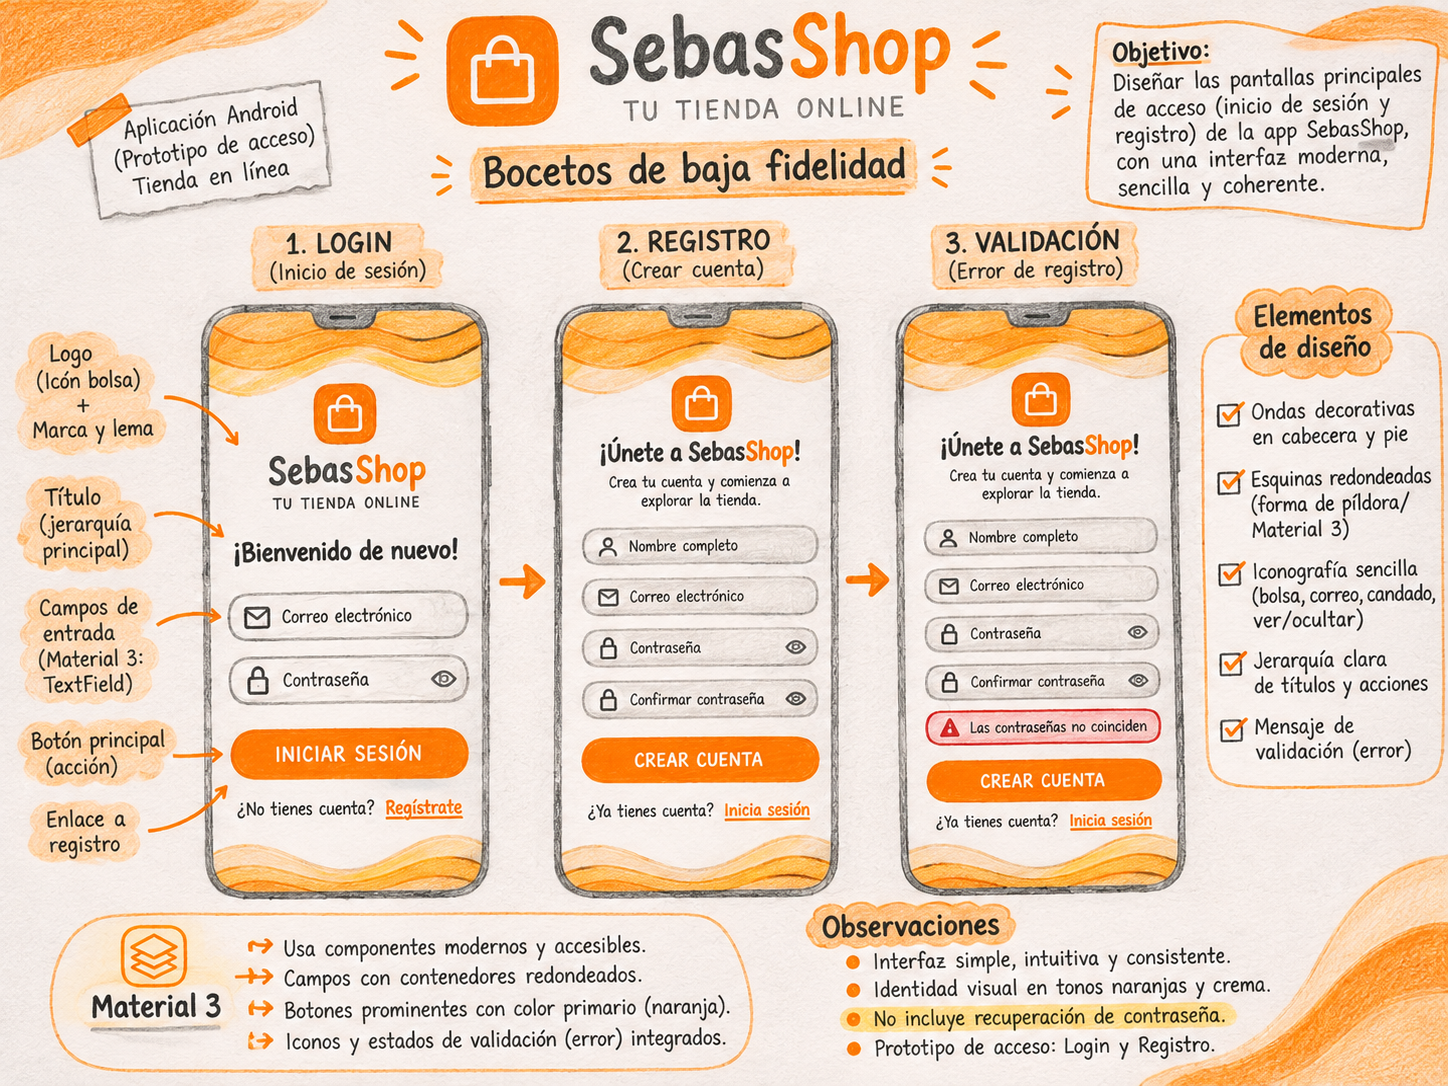 SebasShop
TU TIENDA ONLINE
Bocetos de baja fidelidad
Aplicación Android
(Prototipo de acceso)
Tienda en línea
Objetivo:
Diseñar las pantallas principales
de acceso (inicio de sesión y
registro) de la app SebasShop,
con una interfaz moderna,
sencilla y coherente.
1. LOGIN
(Inicio de sesión)
2. REGISTRO
(Crear cuenta)
3. VALIDACIÓN
(Error de registro)
Logo
(Icón bolsa)
+
Marca y lema
Título
(jerarquía
principal)
Campos de
entrada
(Material 3:
TextField)
Botón principal
(acción)
Enlace a
registro
SebasShop
TU TIENDA ONLINE
¡Bienvenido de nuevo!
Correo electrónico
Contraseña
INICIAR SESIÓN
¿No tienes cuenta? Regístrate
¡Únete a SebasShop!
Crea tu cuenta y comienza a
explorar la tienda.
Nombre completo
Correo electrónico
Contraseña
Confirmar contraseña
CREAR CUENTA
¿Ya tienes cuenta? Inicia sesión
¡Únete a SebasShop!
Crea tu cuenta y comienza a
explorar la tienda.
Nombre completo
Correo electrónico
Contraseña
Confirmar contraseña
Las contraseñas no coinciden
CREAR CUENTA
¿Ya tienes cuenta? Inicia sesión
Elementos
de diseño
Ondas decorativas
en cabecera y pie
Esquinas redondeadas
(forma de píldora/
Material 3)
Iconografía sencilla
(bolsa, correo, candado,
ver/ocultar)
Jerarquía clara
de títulos y acciones
Mensaje de
validación (error)
Material 3
Usa componentes modernos y accesibles.
Campos con contenedores redondeados.
Botones prominentes con color primario (naranja).
Iconos y estados de validación (error) integrados.
Observaciones
Interfaz simple, intuitiva y consistente.
Identidad visual en tonos naranjas y crema.
No incluye recuperación de contraseña.
Prototipo de acceso: Login y Registro.